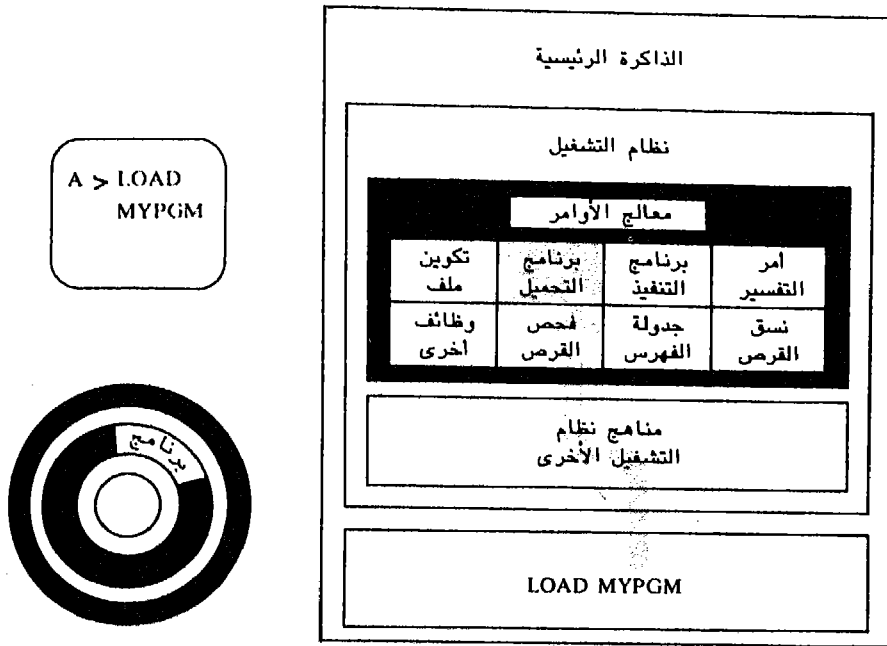 الذاكرة الرئيسية
نظام التشغيل
معالج الأوامر
أمر التفسير
برنامج التنفيذ
برنامج التحميل
تكوين ملف
نسق القرص
جدولة الفهرس
فحص القرص
وظائف أخرى
مناهج نظام
التشغيل الأخرى
LOAD MYPGM
A > LOAD
MYPGM
برنامج